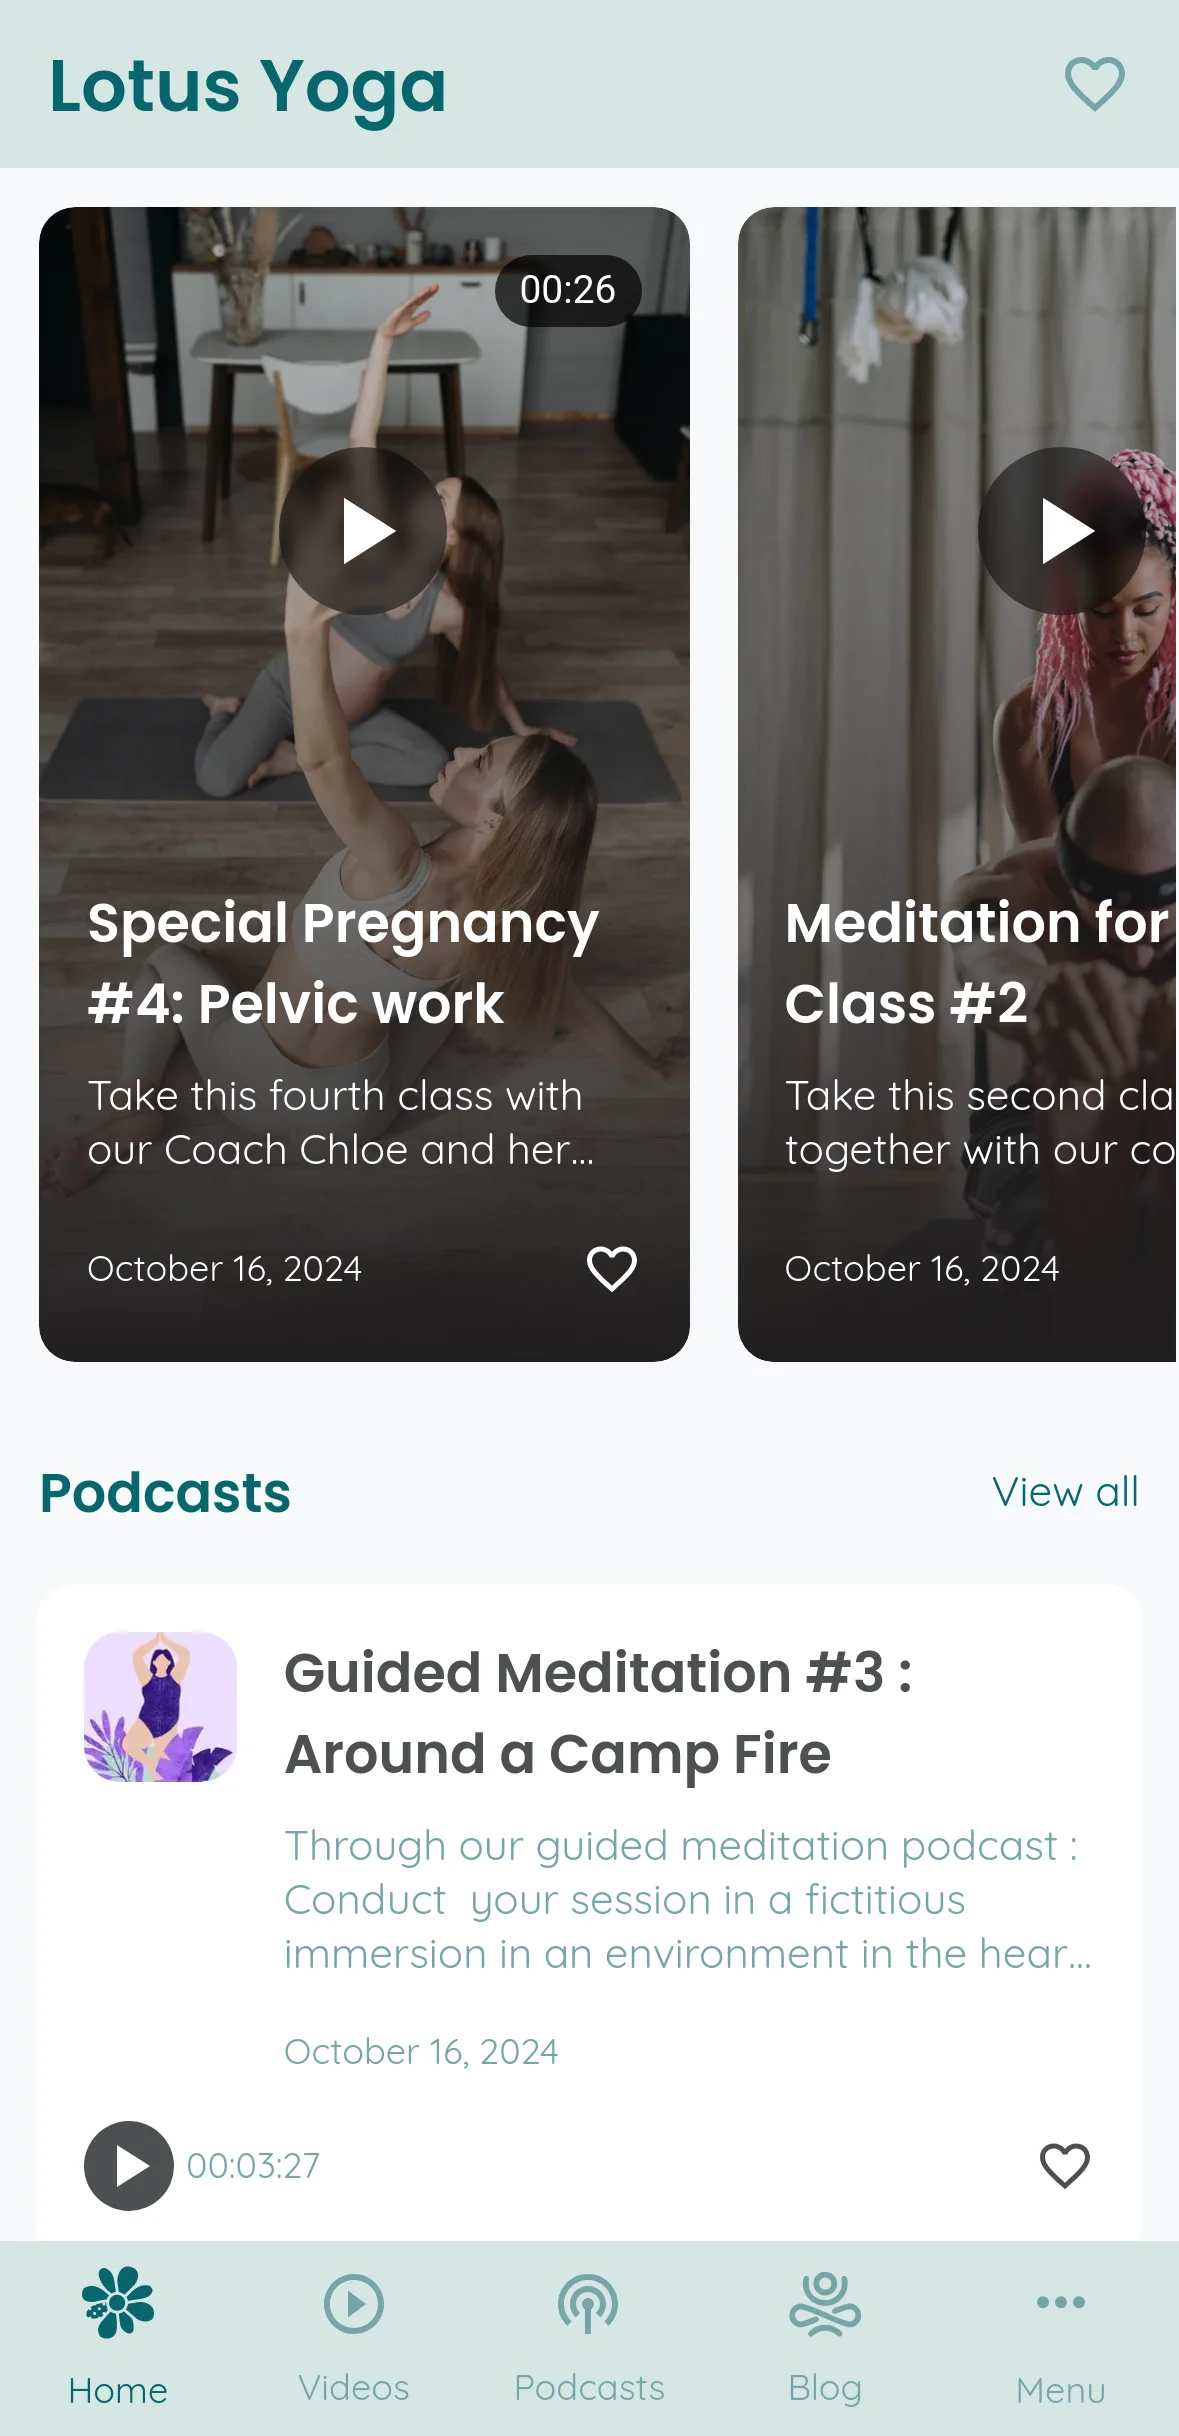 Lotus Yoga
00:26
Special Pregnancy
#4: Pelvic work
Take this fourth class with
our Coach Chloe and her...
October 16, 2024
Meditation for
Class #2
Take this second cla
together with our co
October 16, 2024
Podcasts
View all
Guided Meditation #3 :
Around a Camp Fire
Through our guided meditation podcast :
Conduct  your session in a fictitious
immersion in an environment in the hear...
October 16, 2024
00:03:27
Home
Videos
Podcasts
Blog
Menu